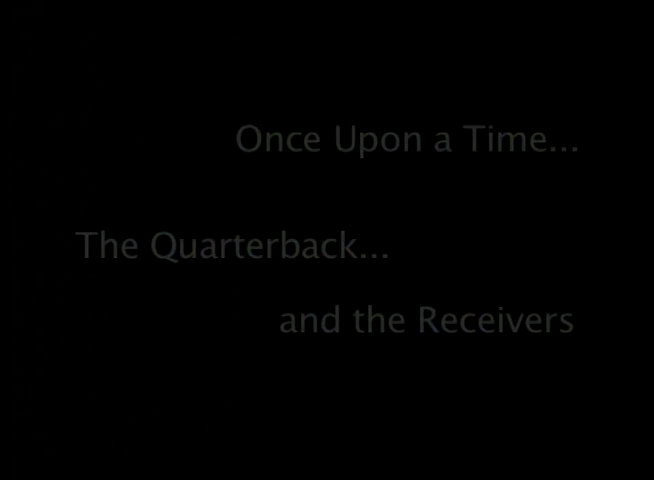 Once Upon a Time...
The Quarterback...
and the Receivers